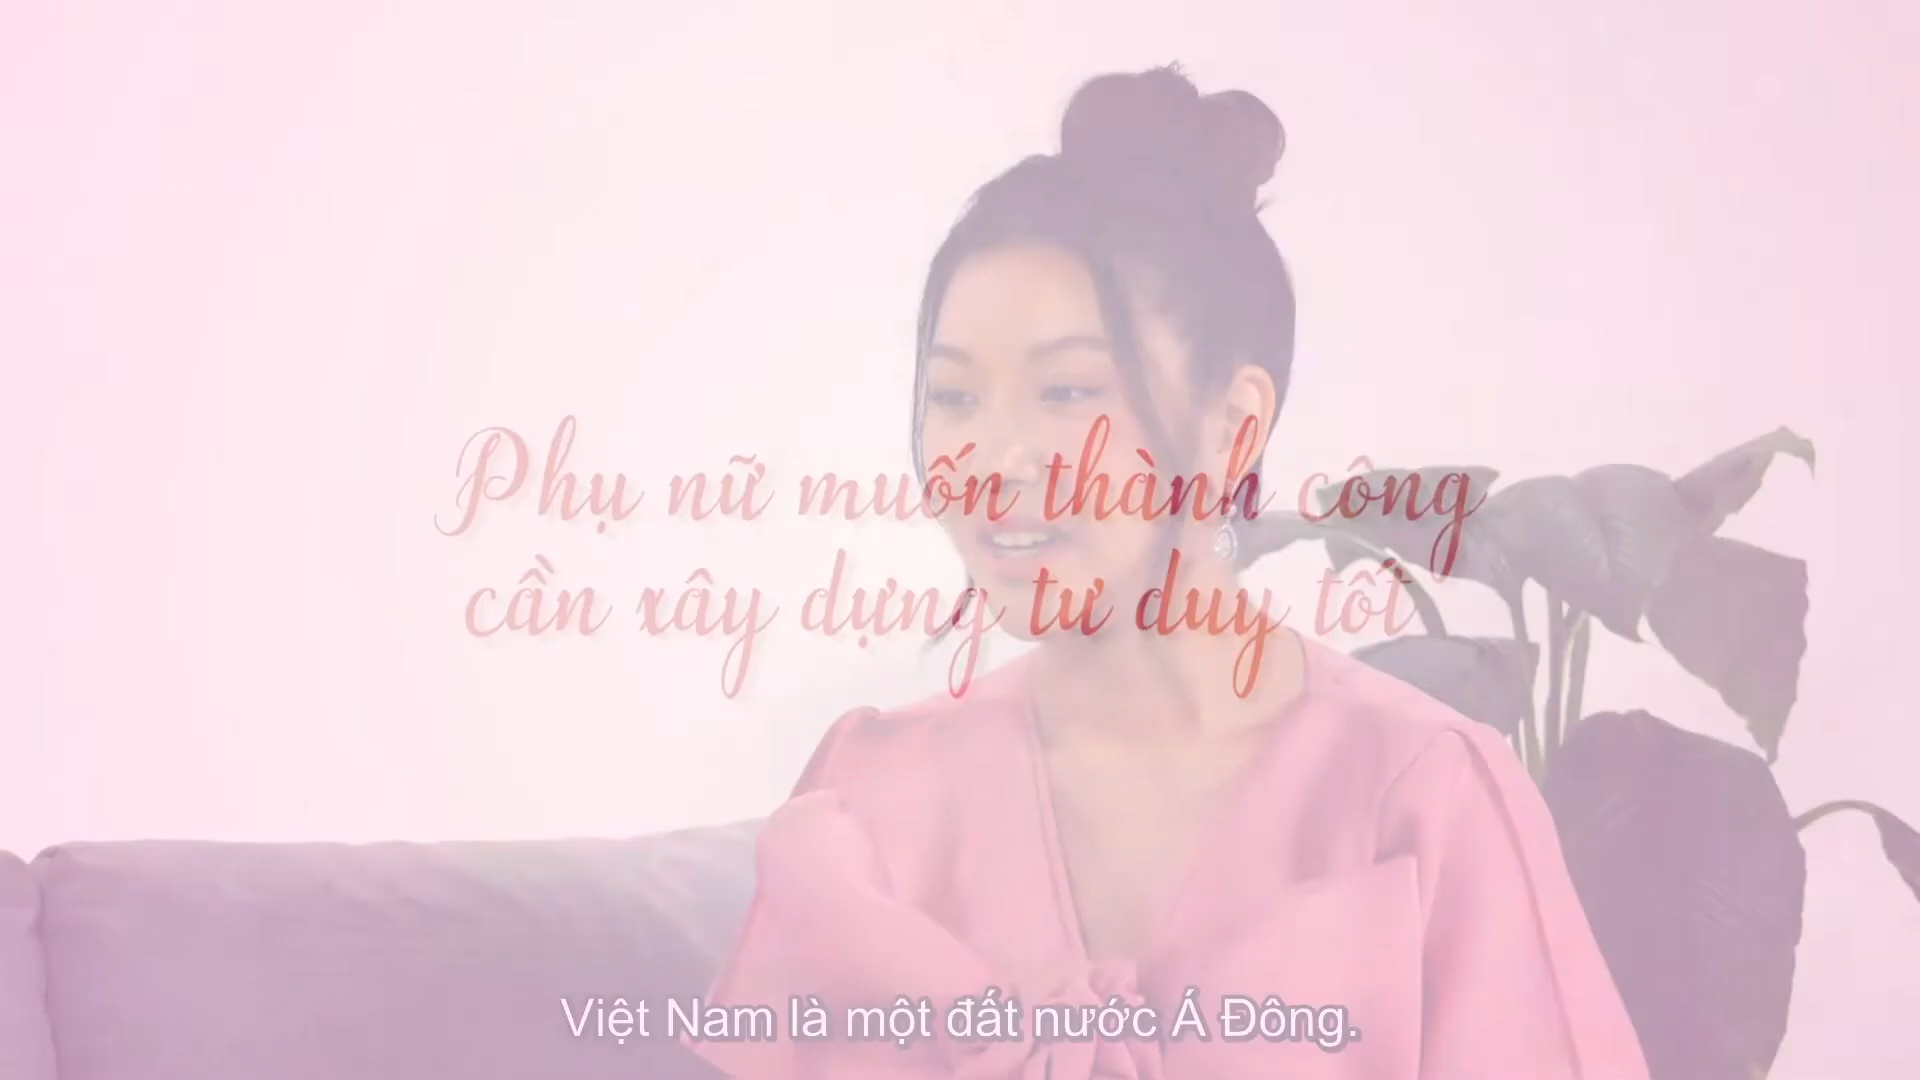 Phụ nữ muốn thành công
cần xây dựng tư duy tốt
Việt Nam là một đất nước Á Đông.